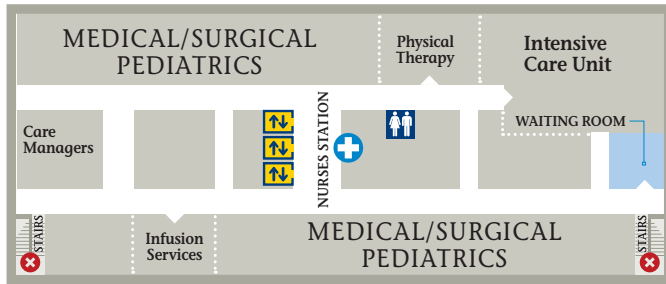 MEDICAL/SURGICAL
PEDIATRICS
Physical
Therapy
Intensive
Care Unit
WAITING ROOM
Care
Managers
NURSES STATION
STAIRS
Infusion
Services
MEDICAL/SURGICAL
PEDIATRICS
STAIRS